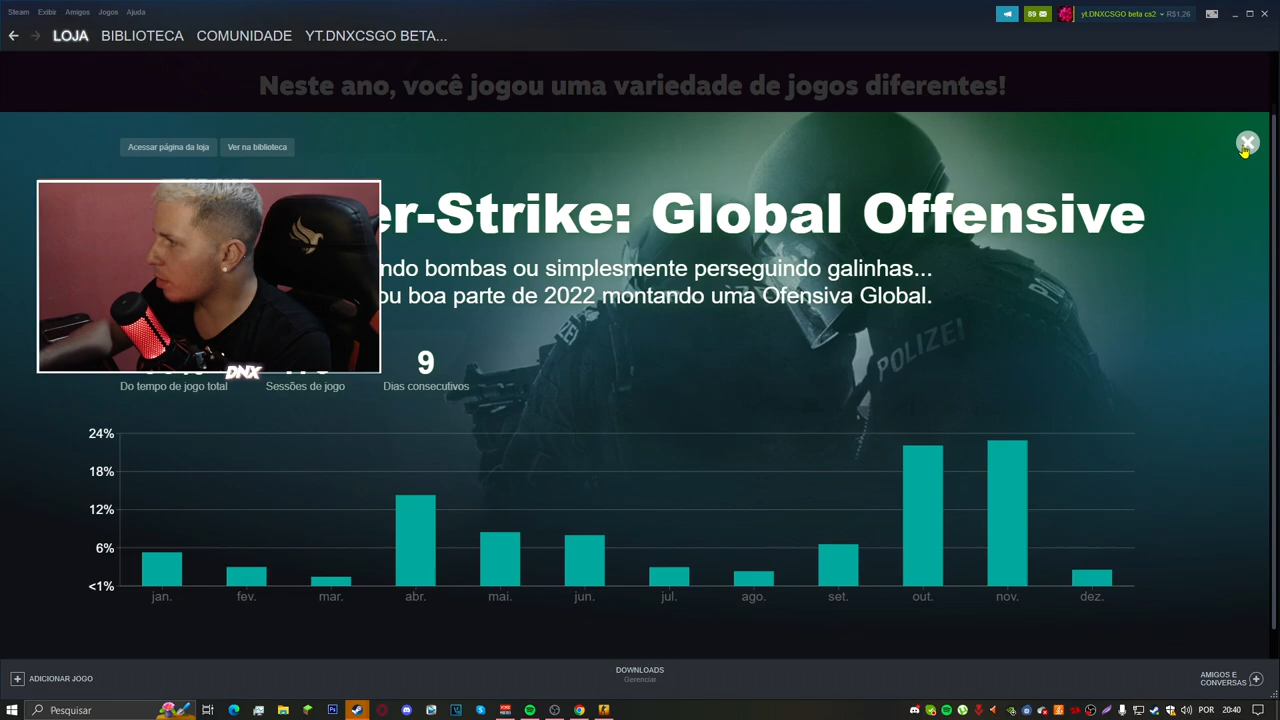 Steam Exibir Amigos Jogos Ajuda
89 yt.DNXCSGO beta cs2 R$1,26
LOJA BIBLIOTECA COMUNIDADE YT.DNXCSGO BETA...
Neste ano, você jogou uma variedade de jogos diferentes!
Acessar página da loja Ver na biblioteca
er-Strike: Global Offensive
ndo bombas ou simplesmente perseguindo galinhas...
ou boa parte de 2022 montando uma Ofensiva Global.
POLIZEI
9
DNX
Do tempo de jogo total Sessões de jogo Dias consecutivos
24%
18%
12%
6%
<1%
jan. fev. mar. abr. mai. jun. jul. ago. set. out. nov. dez.
DOWNLOADS
Gerenciar
ADICIONAR JOGO
AMIGOS E
CONVERSAS
Pesquisar
POR 20:40